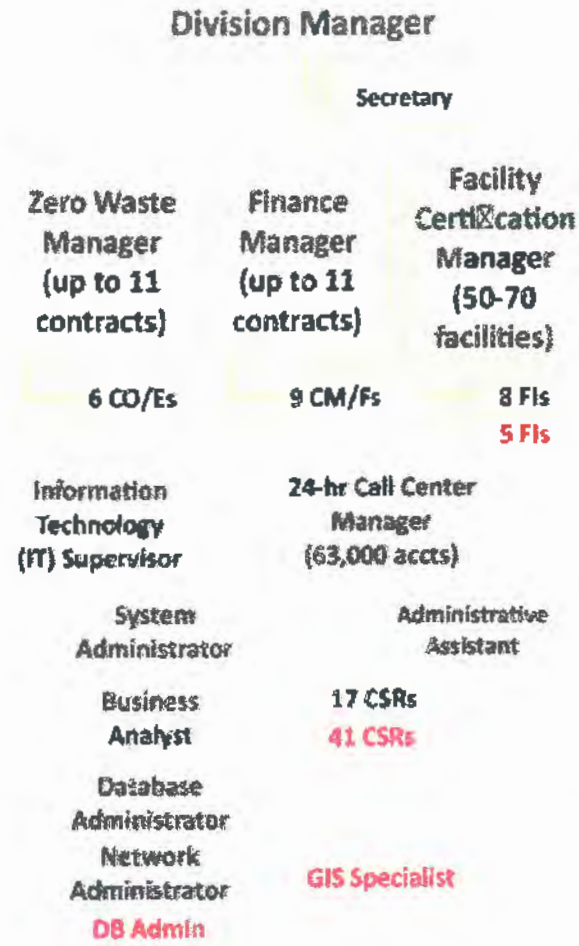 Division Manager
Secretary
Zero Waste
Manager
(up to 11
contracts)
Finance
Manager
(up to 11
contracts)
Facility
Certi☒cation
Manager
(50-70
facilities)
6 CO/Es
9 CM/Fs
8 FIs
5 FIs
Information
Technology
(IT) Supervisor
24-hr Call Center
Manager
(63,000 accts)
System
Administrator
Administrative
Assistant
Business
Analyst
17 CSRs
41 CSRs
Database
Administrator
Network
Administrator
GIS Specialist
DB Admin